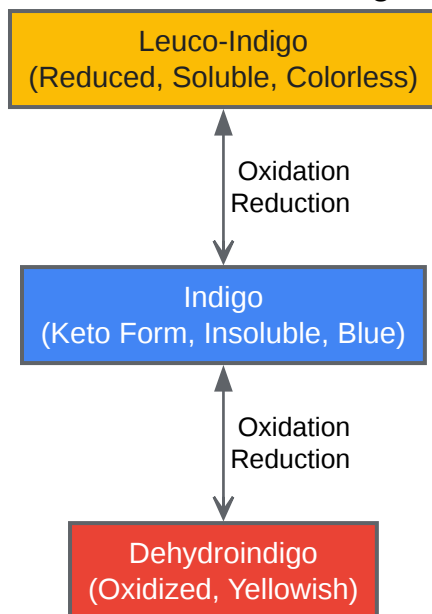 Leuco-Indigo
(Reduced, Soluble, Colorless)
Oxidation
Reduction
Indigo
(Keto Form, Insoluble, Blue)
Oxidation
Reduction
Dehydroindigo
(Oxidized, Yellowish)